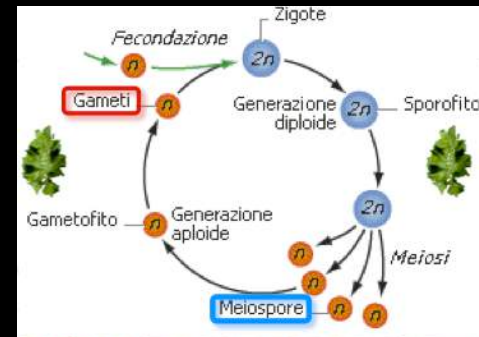 Zigote
Fecondazione
n
2n
Gameti
n
Generazione
diploide
2n
Sporofito
2n
Gametofito
n
Generazione
aploide
n
Meiosi
n
Meiospore
n
n